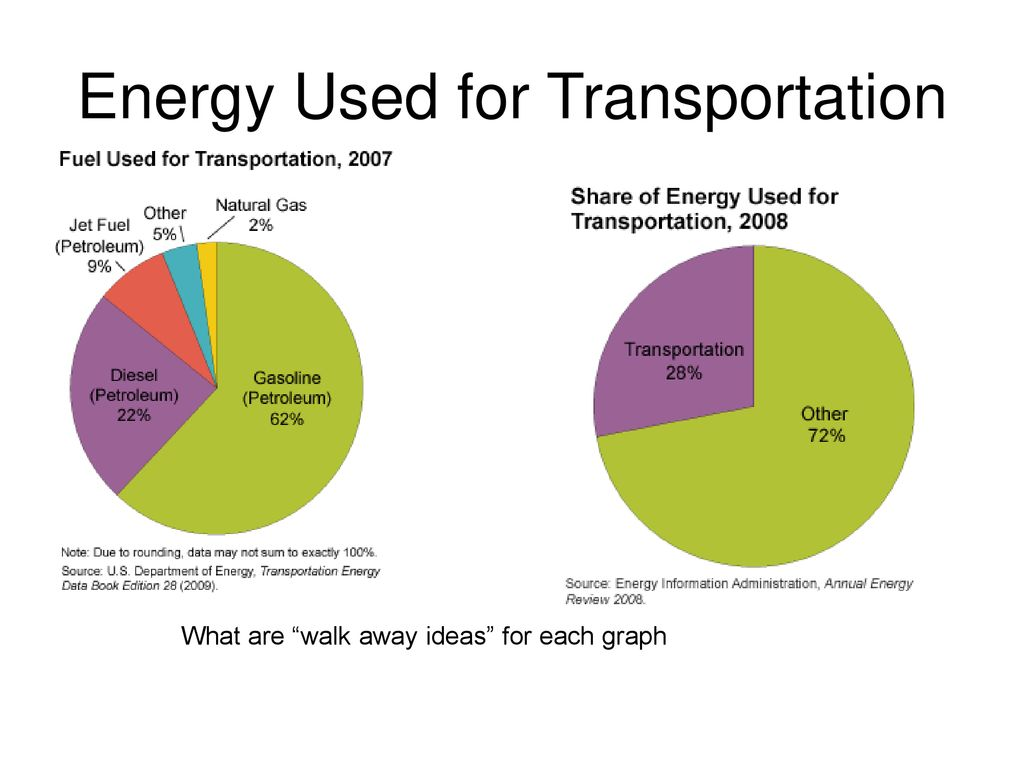 Energy Used for Transportation
Fuel Used for Transportation, 2007
Natural Gas
2%
Other
5%
Jet Fuel
(Petroleum)
9%
Diesel
(Petroleum)
22%
Gasoline
(Petroleum)
62%
Note: Due to rounding, data may not sum to exactly 100%.
Source: U.S. Department of Energy, Transportation Energy
Data Book Edition 28 (2009).
Share of Energy Used for
Transportation, 2008
Transportation
28%
Other
72%
Source: Energy Information Administration, Annual Energy
Review 2008.
What are “walk away ideas” for each graph